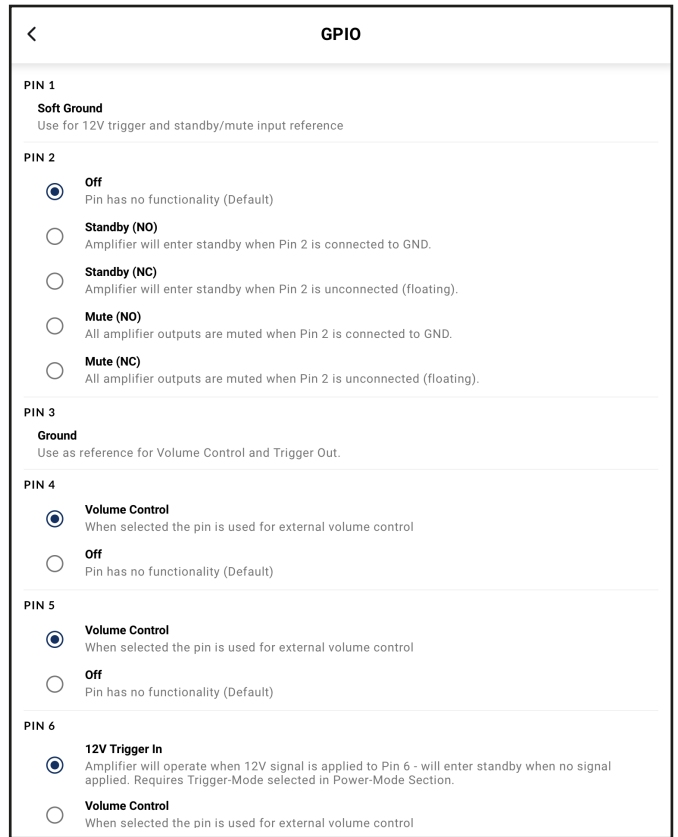 GPIO
PIN 1
Soft Ground
Use for 12V trigger and standby/mute input reference
PIN 2
Off
Pin has no functionality (Default)
Standby (NO)
Amplifier will enter standby when Pin 2 is connected to GND.
Standby (NC)
Amplifier will enter standby when Pin 2 is unconnected (floating).
Mute (NO)
All amplifier outputs are muted when Pin 2 is connected to GND.
Mute (NC)
All amplifier outputs are muted when Pin 2 is unconnected (floating).
PIN 3
Ground
Use as reference for Volume Control and Trigger Out.
PIN 4
Volume Control
When selected the pin is used for external volume control
Off
Pin has no functionality (Default)
PIN 5
Volume Control
When selected the pin is used for external volume control
Off
Pin has no functionality (Default)
PIN 6
12V Trigger In
Amplifier will operate when 12V signal is applied to Pin 6 - will enter standby when no signal
applied. Requires Trigger-Mode selected in Power-Mode Section.
Volume Control
When selected the pin is used for external volume control